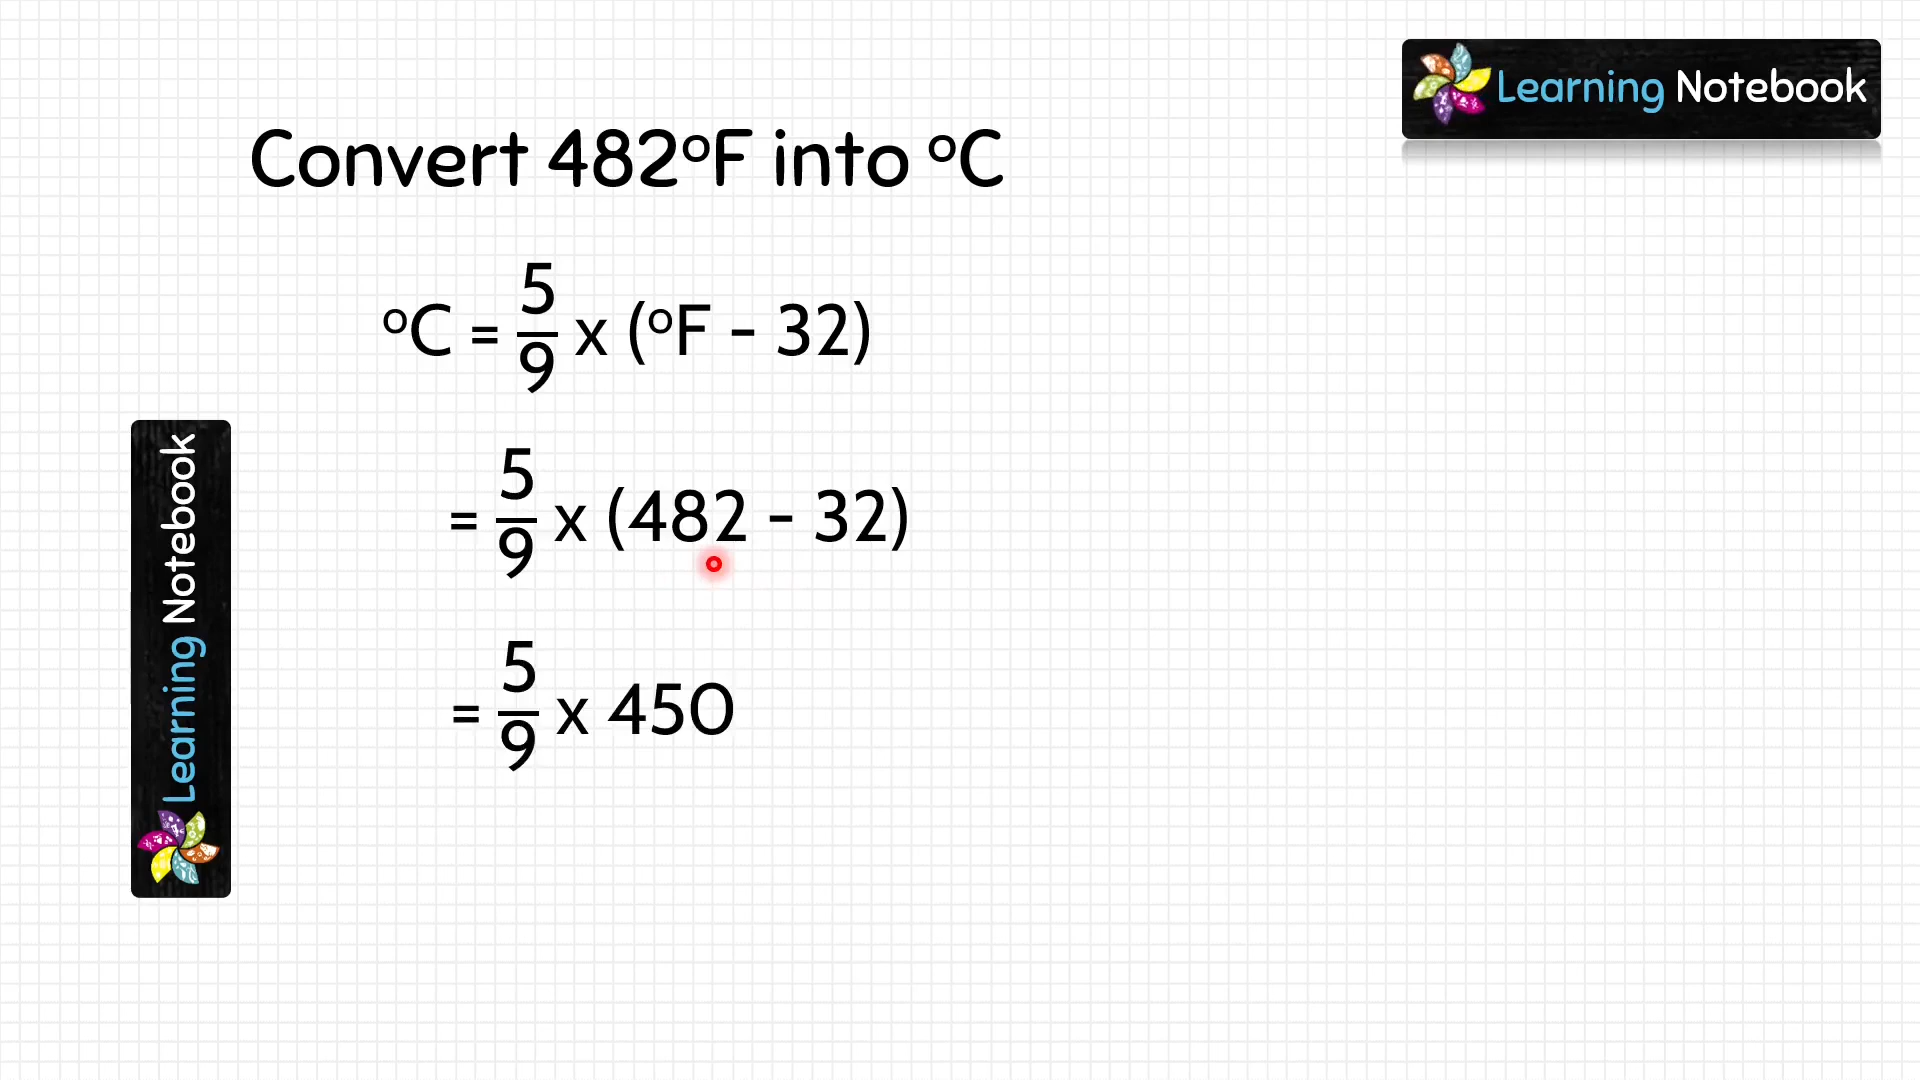 Learning Notebook
Convert 482°F into °C
°C = 5/9 x (°F - 32)
= 5/9 x (482 - 32)
= 5/9 x 450
Learning Notebook